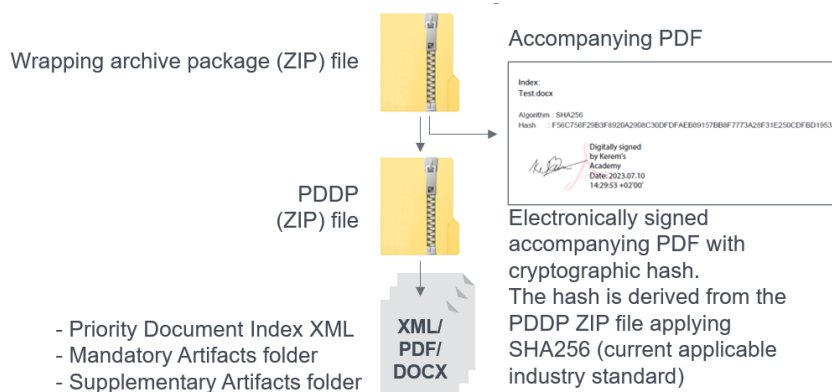 Wrapping archive package (ZIP) file
Accompanying PDF
Index:
Test.docx
Algorithm : SHA256
Hash : F56C756F29B3F8920A2908C30DFDFAEB89157BB8F7773A28F31E250CDFBD1953
Digitally signed
by Kerem's
Academy
Date: 2023.07.10
14:29:53 +02'00'
PDDP
(ZIP) file
Electronically signed
accompanying PDF with
cryptographic hash.
The hash is derived from the
PDDP ZIP file applying
SHA256 (current applicable
industry standard)
- Priority Document Index XML
- Mandatory Artifacts folder
- Supplementary Artifacts folder
XML/
PDF/
DOCX